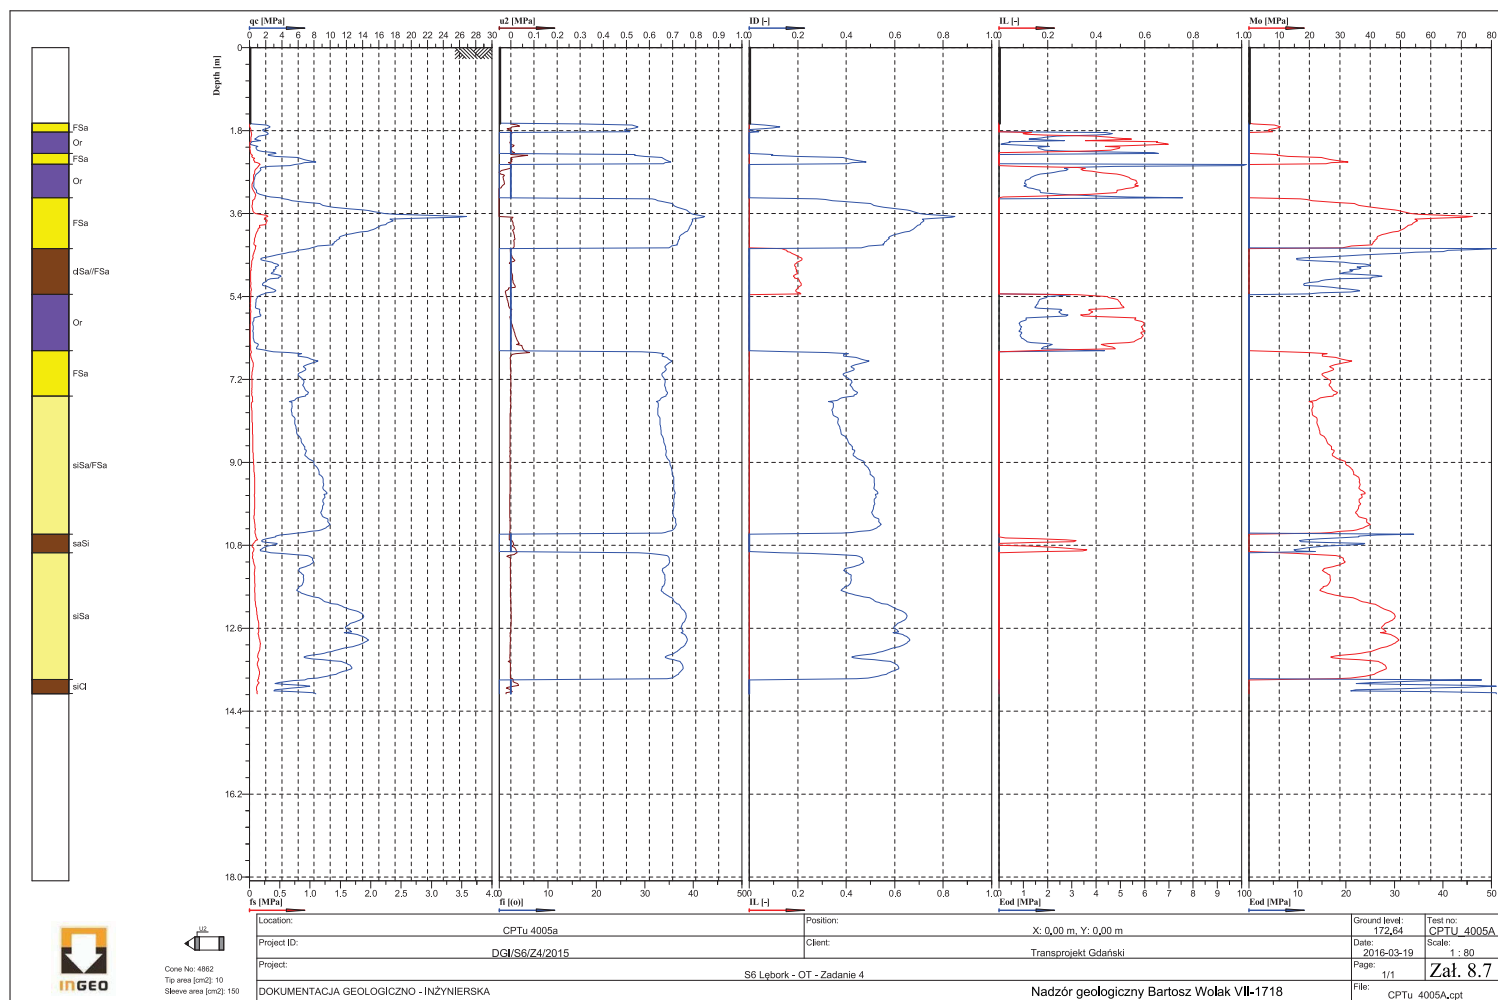 qc [MPa] u2 [MPa] ID [-] IL [-] Mo [MPa]
0 2 4 6 8 10 12 14 16 18 20 22 24 26 28 30
0 0.1 0.2 0.3 0.4 0.5 0.6 0.7 0.8 0.9 1.0
0.2 0.4 0.6 0.8 1.0
0.2 0.4 0.6 0.8 1.0
0 10 20 30 40 50 60 70 80
Depth [m]
0
1.8
3.6
5.4
7.2
9.0
10.8
12.6
14.4
16.2
18.0
FSa
Or
FSa
Or
FSa
clSa//FSa
Or
FSa
siSa/FSa
saSi
siSa
siCl
0 0.5 1.0 1.5 2.0 2.5 3.0 3.5 4.0
0 10 20 30 40 50
0.2 0.4 0.6 0.8 1.0
1 2 3 4 5 6 7 8 9 10
10 20 30 40 50
fs [MPa] fi [(o)] IL [-] Eod [MPa] Eod [MPa]
INGEO
U2
Cone No: 4862
Tip area [cm2]: 10
Sleeve area [cm2]: 150
Location: CPTu 4005a
Position: X: 0,00 m, Y: 0,00 m
Ground level: 172,64
Test no: CPTU_4005A
Project ID: DGI/S6/Z4/2015
Client: Transprojekt Gdański
Date: 2016-03-19
Scale: 1 : 80
Project: S6 Lębork - OT - Zadanie 4
Page: 1/1
Zał. 8.7
DOKUMENTACJA GEOLOGICZNO - INŻYNIERSKA
Nadzór geologiczny Bartosz Wolak VII-1718
File: CPTu_4005A.cpt